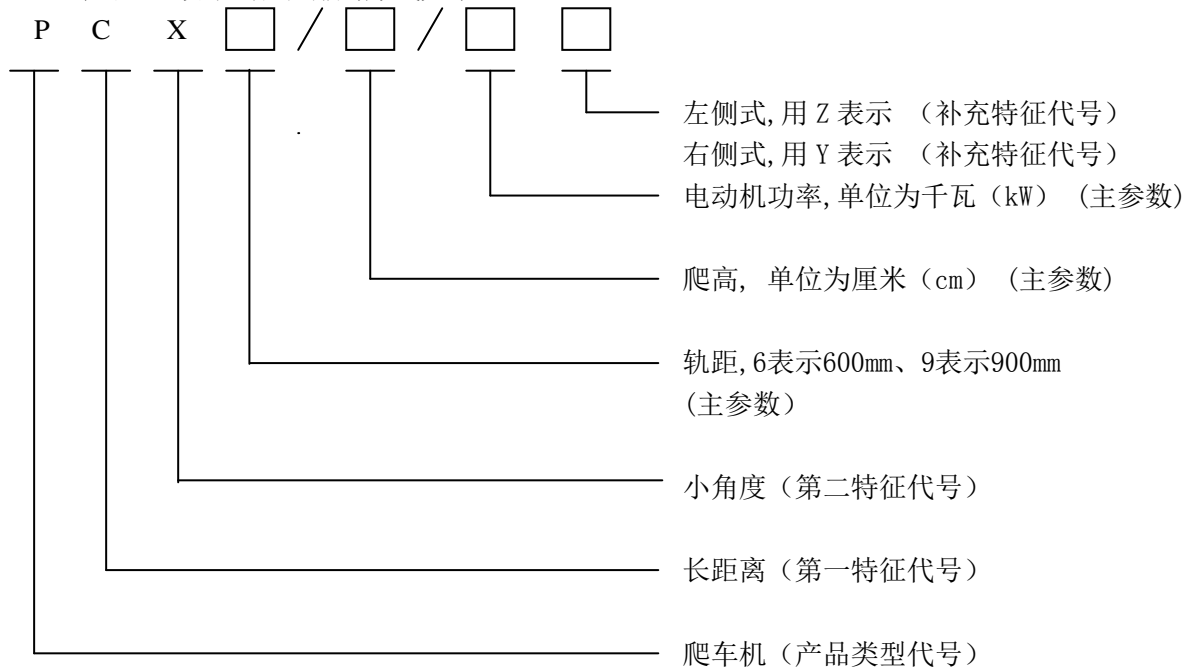 P C X □ / □ / □ □
左侧式,用 Z 表示 （补充特征代号）
右侧式,用 Y 表示 （补充特征代号）
电动机功率,单位为千瓦（kW） (主参数)
爬高, 单位为厘米（cm） (主参数)
轨距,6表示600mm、9表示900mm
(主参数）
小角度（第二特征代号）
长距离（第一特征代号）
爬车机（产品类型代号）